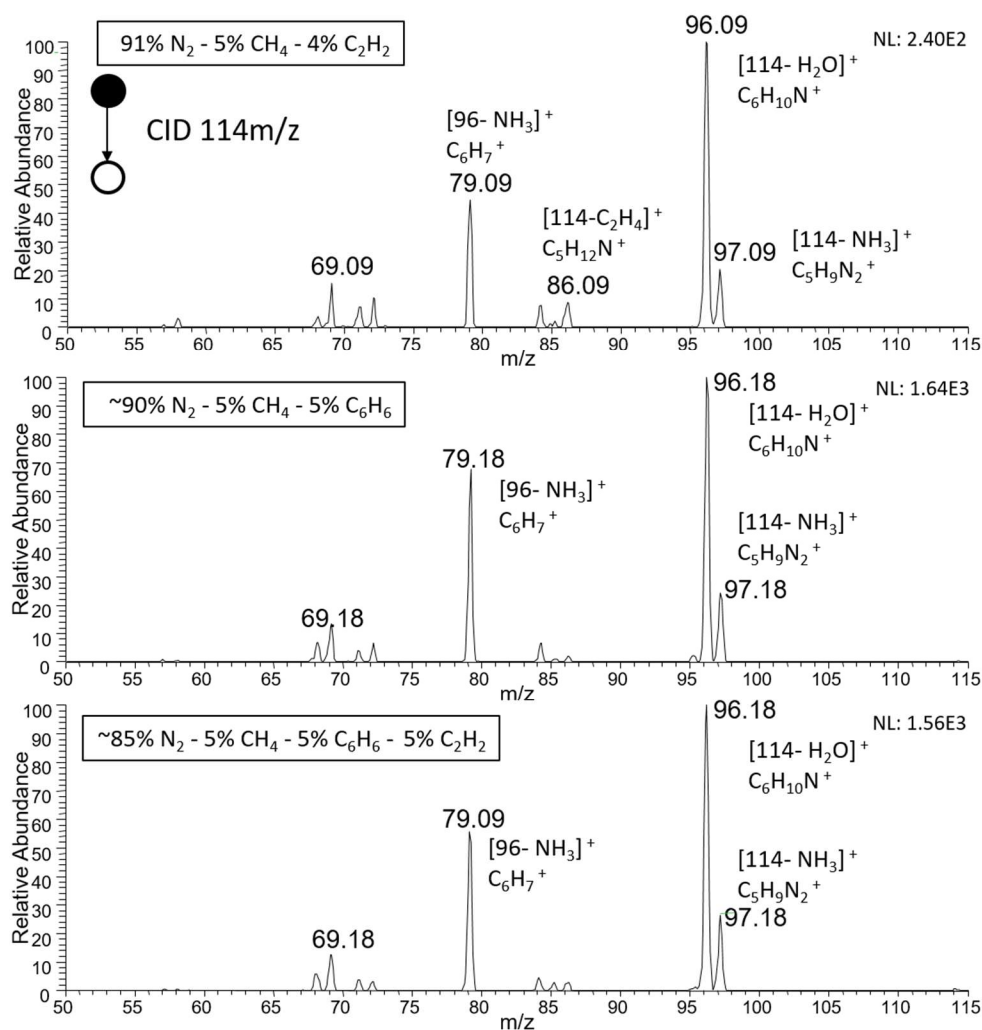 91% N₂ - 5% CH₄ - 4% C₂H₂
CID 114m/z
NL: 2.40E2
96.09
[114- H₂O]⁺
C₆H₁₀N⁺
[96- NH₃]⁺
C₆H₇⁺
79.09
[114-C₂H₄]⁺
C₅H₁₂N⁺
86.09
97.09
[114- NH₃]⁺
C₅H₉N₂⁺
69.09
Relative Abundance
100
90
80
70
60
50
40
30
20
10
0
50 55 60 65 70 75 80 85 90 95 100 105 110 115
m/z
~90% N₂ - 5% CH₄ - 5% C₆H₆
NL: 1.64E3
96.18
[114- H₂O]⁺
C₆H₁₀N⁺
79.18
[96- NH₃]⁺
C₆H₇⁺
[114- NH₃]⁺
C₅H₉N₂⁺
97.18
69.18
Relative Abundance
100
90
80
70
60
50
40
30
20
10
0
50 55 60 65 70 75 80 85 90 95 100 105 110 115
m/z
~85% N₂ - 5% CH₄ - 5% C₆H₆ - 5% C₂H₂
NL: 1.56E3
96.18
[114- H₂O]⁺
C₆H₁₀N⁺
79.09
[96- NH₃]⁺
C₆H₇⁺
[114- NH₃]⁺
C₅H₉N₂⁺
97.18
69.18
Relative Abundance
100
90
80
70
60
50
40
30
20
10
0
50 55 60 65 70 75 80 85 90 95 100 105 110 115
m/z